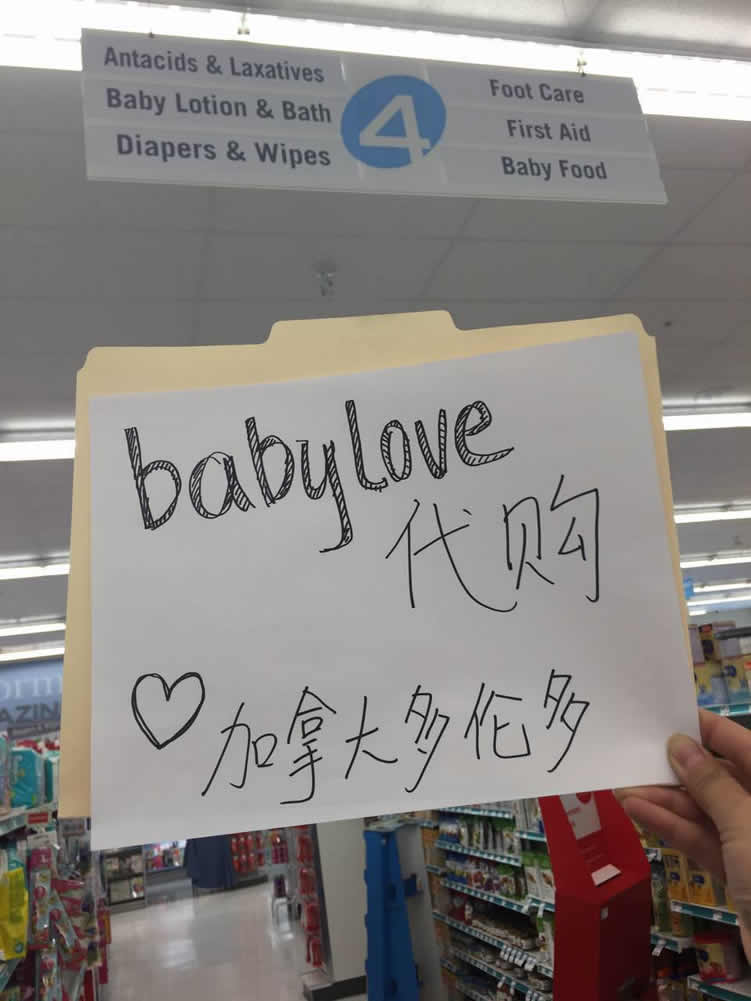 Antacids & Laxatives
Baby Lotion & Bath
Diapers & Wipes
4
Foot Care
First Aid
Baby Food
babylove
代购
加拿大多伦多